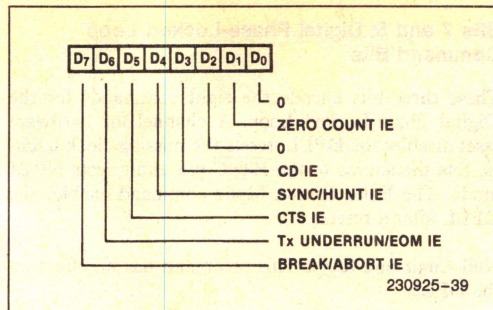 D7 D6 D5 D4 D3 D2 D1 D0
0
ZERO COUNT IE
0
CD IE
SYNC/HUNT IE
CTS IE
Tx UNDERRUN/EOM IE
BREAK/ABORT IE
230925–39